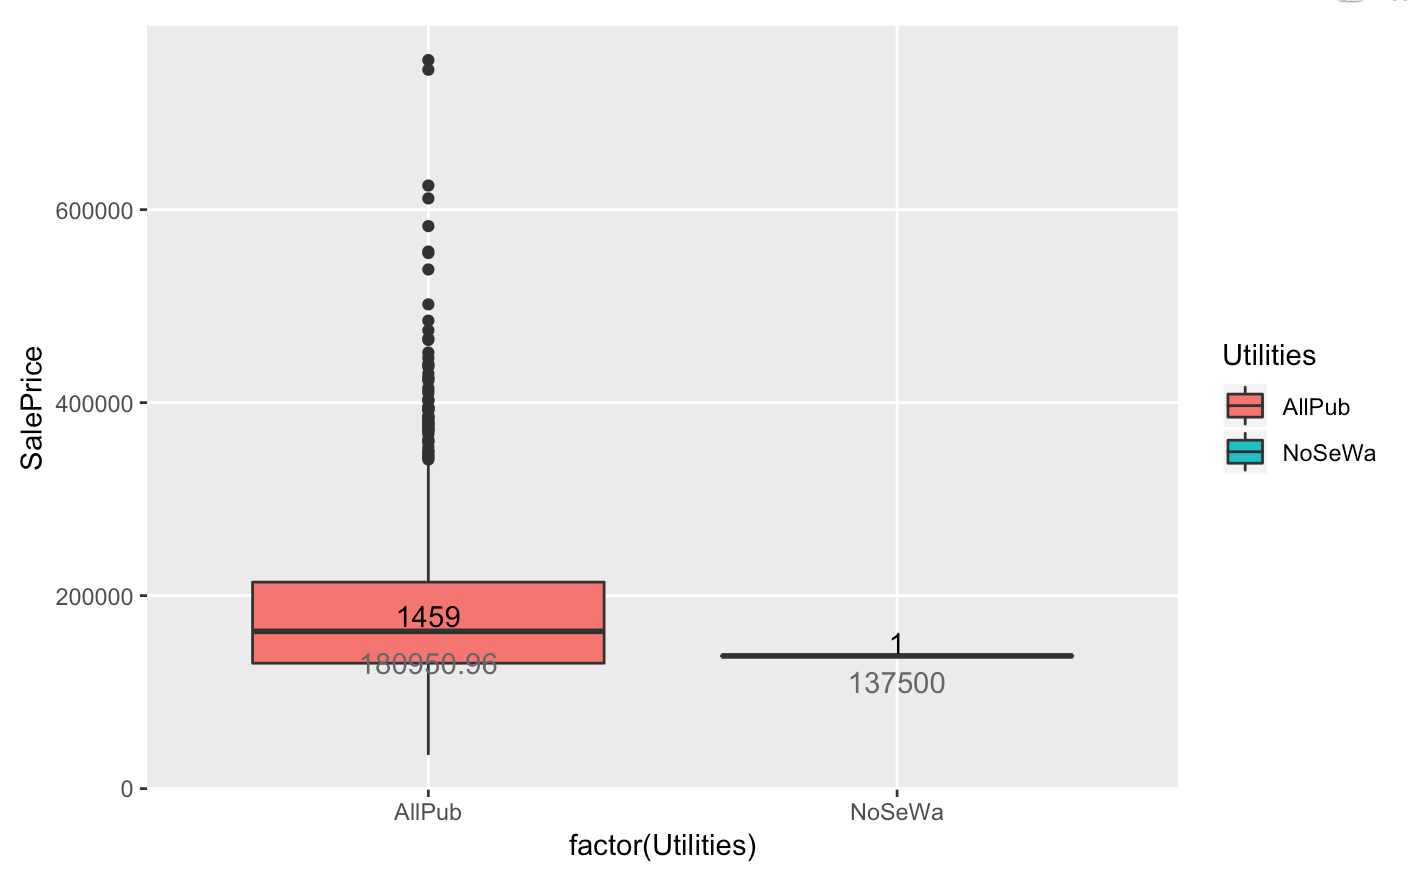 600000
400000
200000
0
SalePrice
1459
180950.96
1
137500
AllPub
NoSeWa
factor(Utilities)
Utilities
AllPub
NoSeWa